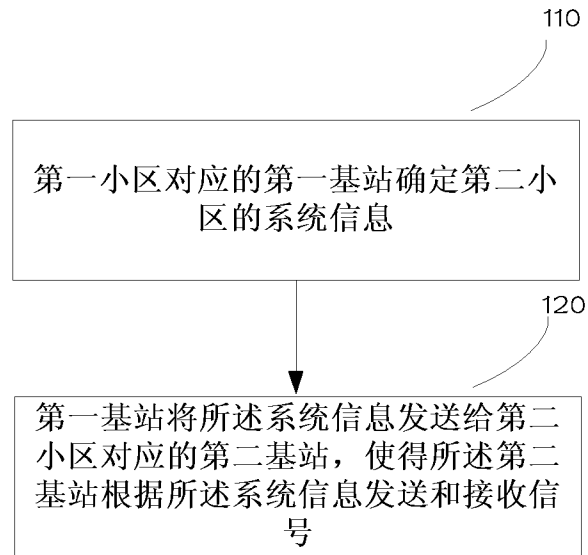 110
第一小区对应的第一基站确定第二小
区的系统信息
120
第一基站将所述系统信息发送给第二
小区对应的第二基站，使得所述第二
基站根据所述系统信息发送和接收信
号